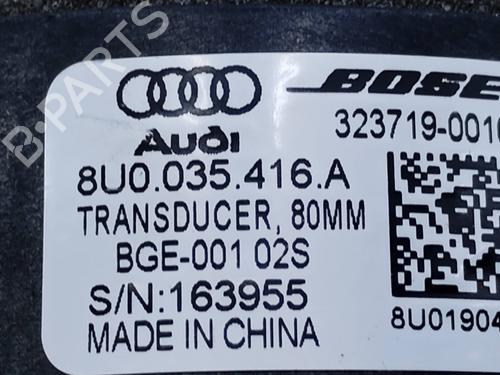 BOSE
Audi
323719-001
8U0.035.416.A
TRANSDUCER, 80MM
BGE-001 02S
S/N:163955
MADE IN CHINA
8U01904
B-PARTS